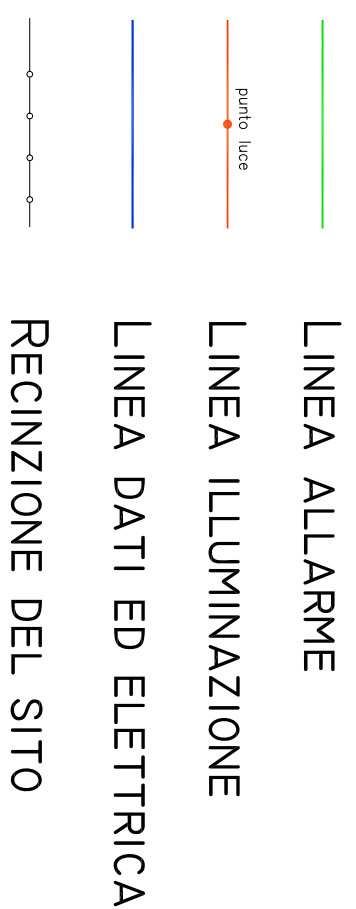 LINEA ALLARME
punto luce
LINEA ILLUMINAZIONE
LINEA DATI ED ELETTRICA
RECINZIONE DEL SITO